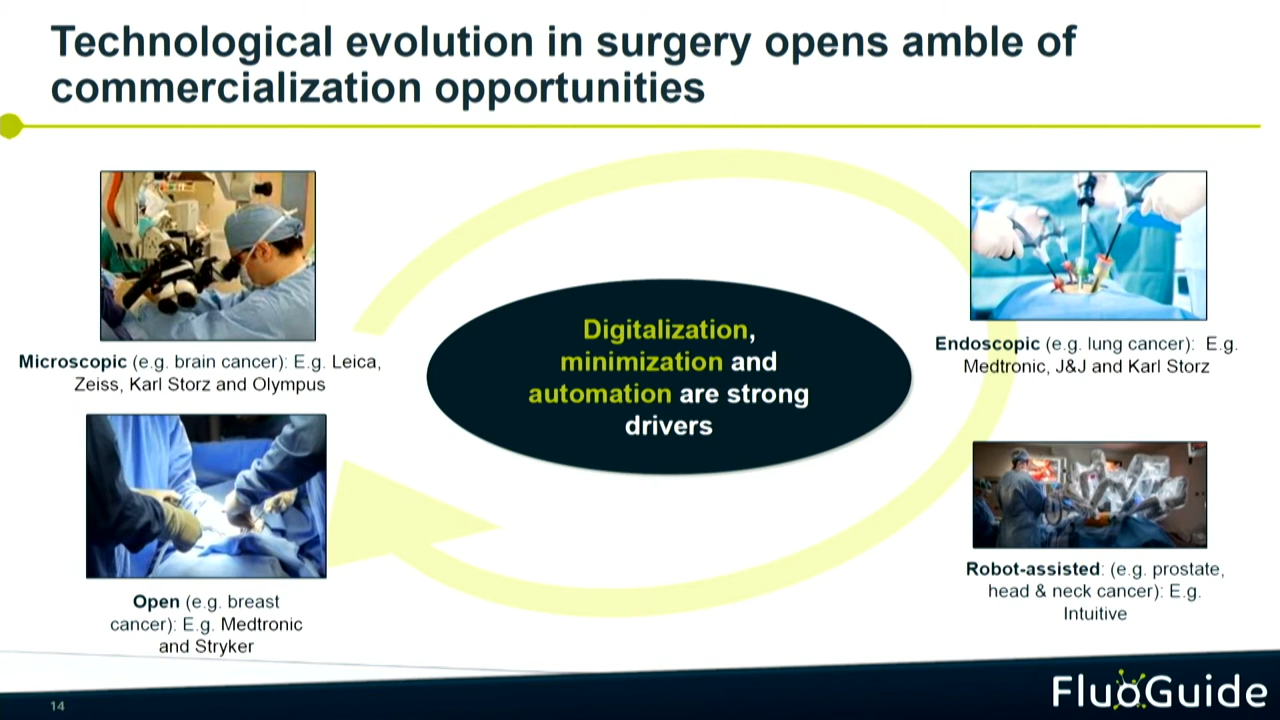 Technological evolution in surgery opens amble of
commercialization opportunities
Microscopic (e.g. brain cancer): E.g. Leica,
Zeiss, Karl Storz and Olympus
Open (e.g. breast
cancer): E.g. Medtronic
and Stryker
Digitalization,
minimization and
automation are strong
drivers
Endoscopic (e.g. lung cancer):  E.g.
Medtronic, J&J and Karl Storz
Robot-assisted: (e.g. prostate,
head & neck cancer): E.g.
Intuitive
14
FluoGuide